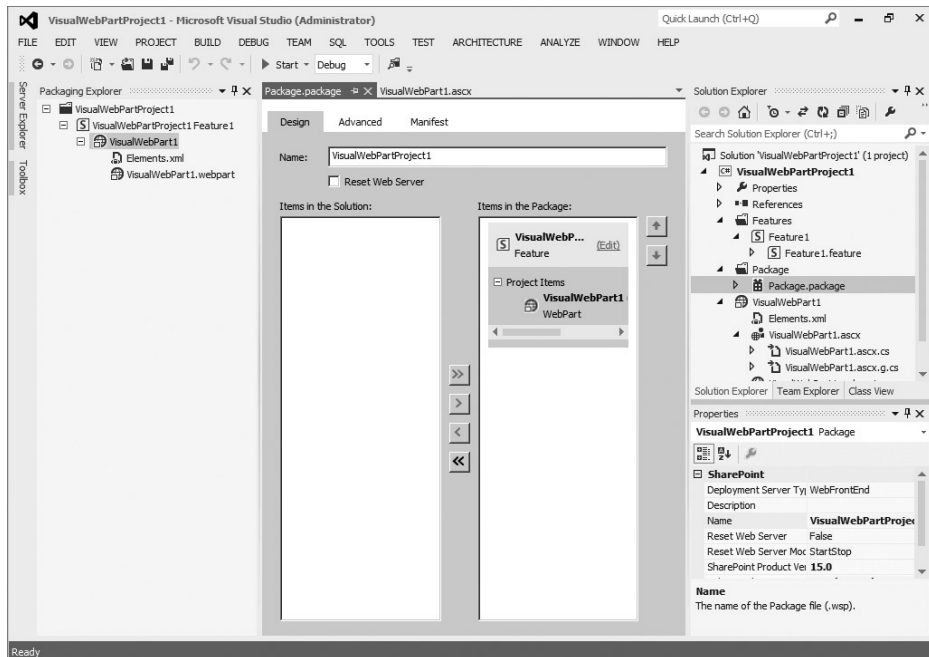 VisualWebPartProject1 - Microsoft Visual Studio (Administrator)
Quick Launch (Ctrl+Q)
FILE EDIT VIEW PROJECT BUILD DEBUG TEAM SQL TOOLS TEST ARCHITECTURE ANALYZE WINDOW HELP
Start Debug
Server Explorer
Toolbox
Packaging Explorer
VisualWebPartProject1
VisualWebPartProject1 Feature1
VisualWebPart1
Elements.xml
VisualWebPart1.webpart
Package.package VisualWebPart1.ascx
Design Advanced Manifest
Name: VisualWebPartProject1
Reset Web Server
Items in the Solution: Items in the Package:
VisualWebP... (Edit)
Feature
Project Items
VisualWebPart1
WebPart
Solution Explorer
Search Solution Explorer (Ctrl+;)
Solution 'VisualWebPartProject1' (1 project)
VisualWebPartProject1
Properties
References
Features
Feature1
Feature1.feature
Package
Package.package
VisualWebPart1
Elements.xml
VisualWebPart1.ascx
VisualWebPart1.ascx.cs
VisualWebPart1.ascx.g.cs
Solution Explorer Team Explorer Class View
Properties
VisualWebPartProject1 Package
SharePoint
Deployment Server Ty WebFrontEnd
Description
Name VisualWebPartProje
Reset Web Server False
Reset Web Server Mod StartStop
SharePoint Product Ver 15.0
Name
The name of the Package file (.wsp).
Ready